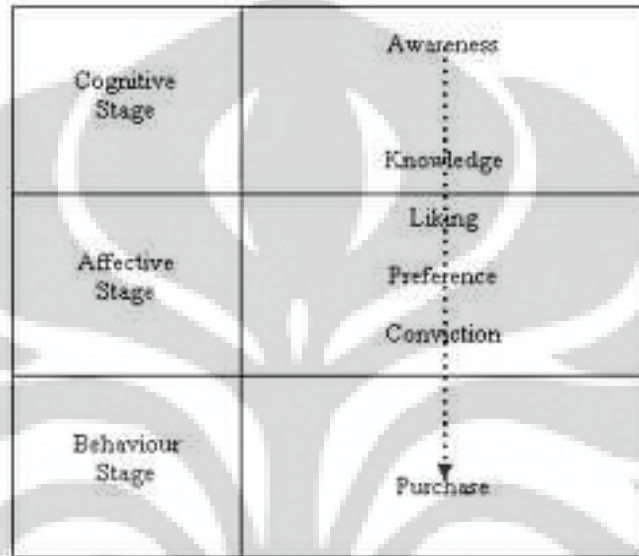 Cognitive
Stage
Awareness
Knowledge
Affective
Stage
Liking
Preference
Conviction
Behaviour
Stage
Purchase